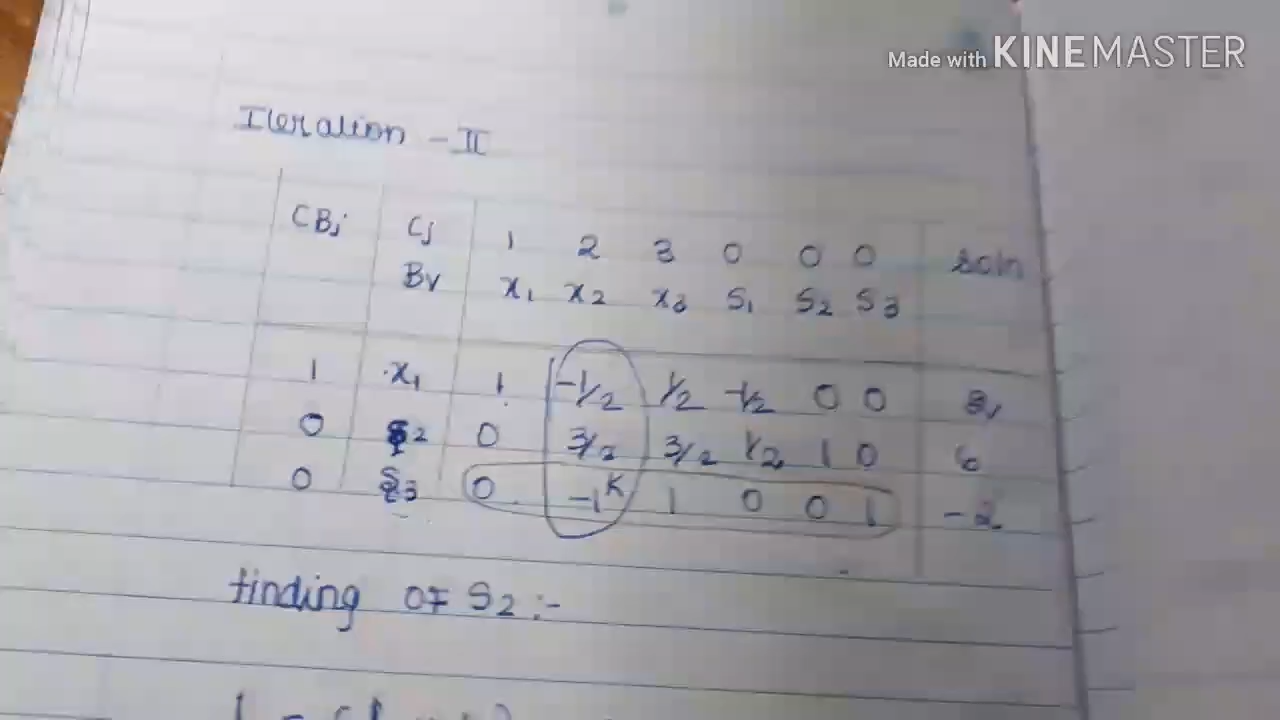 Made with KINEMASTER
Iteration - II
CBj Cj 1 2 3 0 0 0 soln
Bv x1 x2 x3 S1 S2 S3
1 x1 1 -1/2 1/2 -1/2 0 0 3
0 S2 0 3/2 3/2 1/2 1 0 6
0 S3 0 -1 K 1 0 0 1 -2
finding of S2 :-